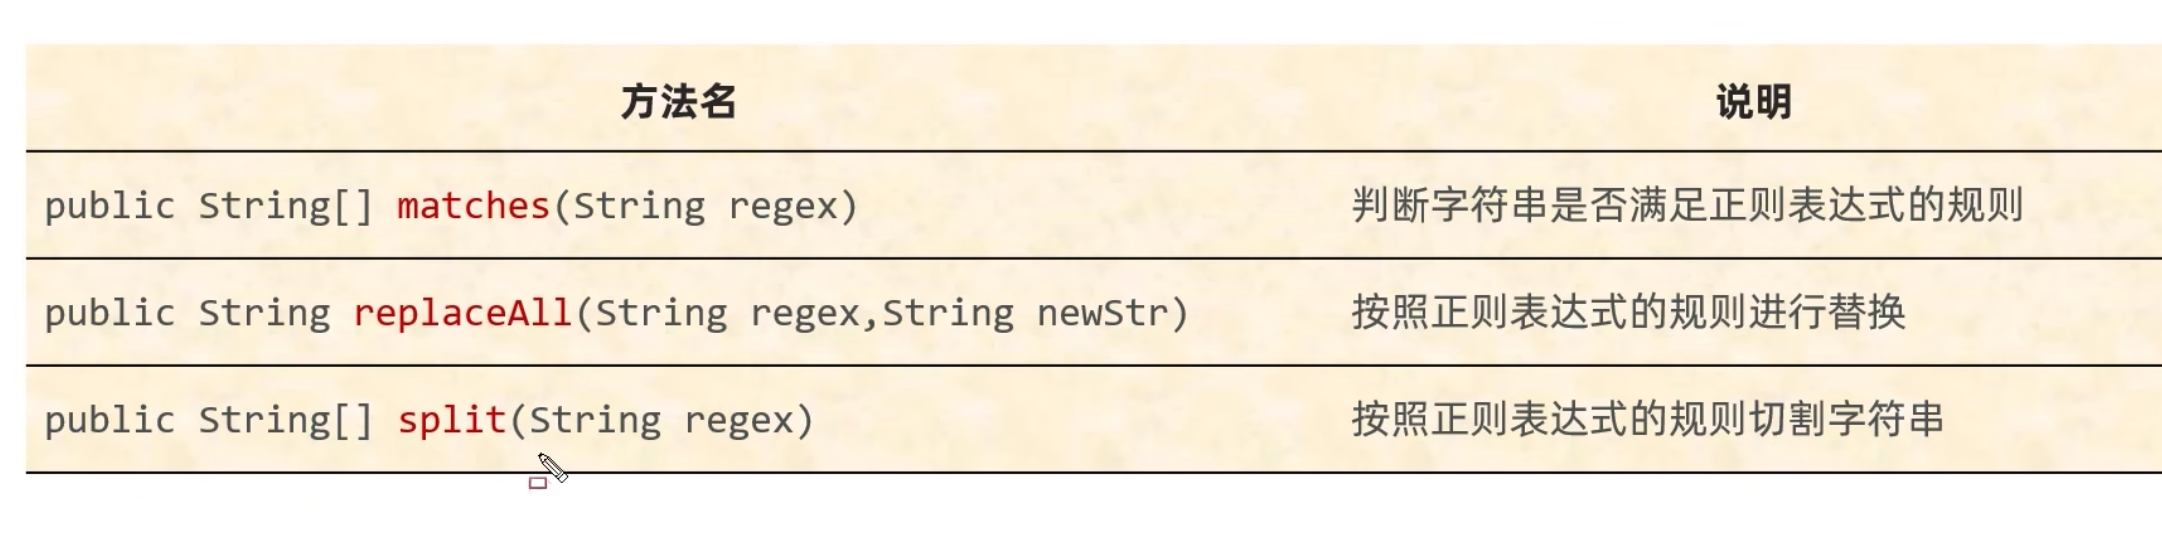 方法名 说明
public String[] matches(String regex) 判断字符串是否满足正则表达式的规则
public String replaceAll(String regex,String newStr) 按照正则表达式的规则进行替换
public String[] split(String regex) 按照正则表达式的规则切割字符串